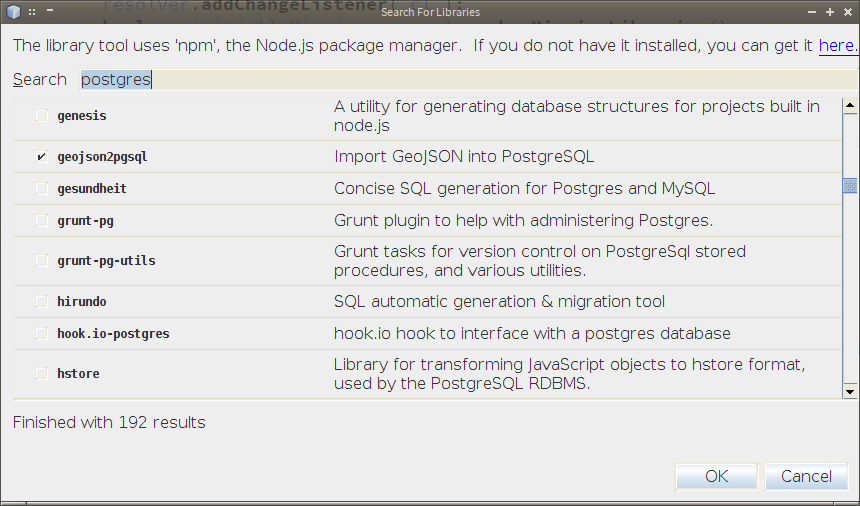 resolver.addChangeListener( cl );
Search For Libraries
The library tool uses 'npm', the Node.js package manager.  If you do not have it installed, you can get it here.
Search postgres
genesis A utility for generating database structures for projects built in
node.js
geojson2pgsql Import GeoJSON into PostgreSQL
gesundheit Concise SQL generation for Postgres and MySQL
grunt-pg Grunt plugin to help with administering Postgres.
grunt-pg-utils Grunt tasks for version control on PostgreSql stored
procedures, and various utilities.
hirundo SQL automatic generation & migration tool
hook.io-postgres hook.io hook to interface with a postgres database
hstore Library for transforming JavaScript objects to hstore format,
used by the PostgreSQL RDBMS.
Finished with 192 results
OK Cancel